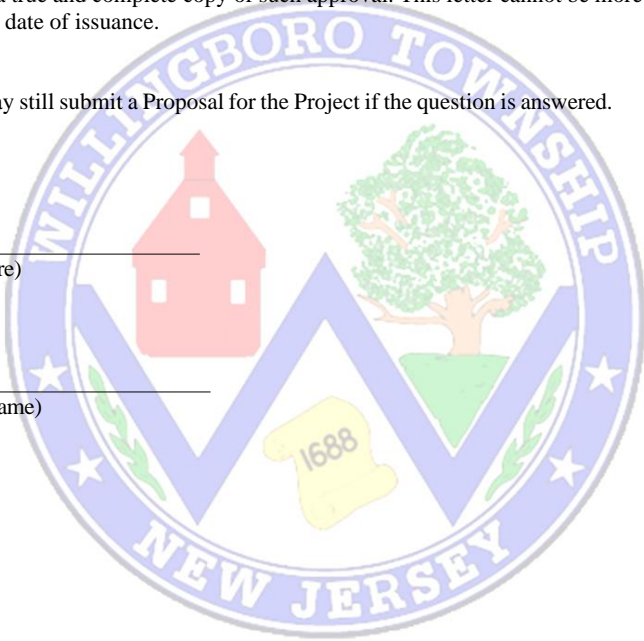 a true and complete copy of such approval. This letter cannot be more
date of issuance.
y still submit a Proposal for the Project if the question is answered.
re)
ame)
WILLINGBORO TOWNSHIP
1688
NEW JERSEY